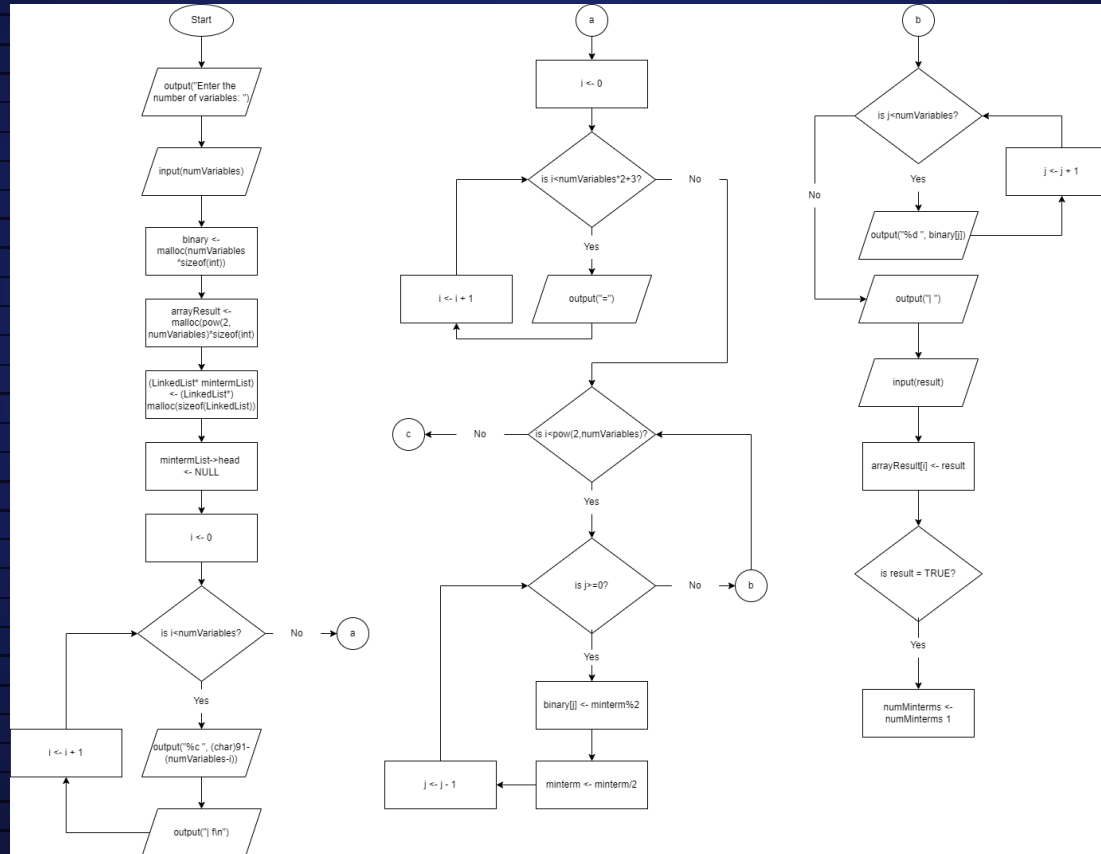 Start
output("Enter the
number of variables: ")
input(numVariables)
binary <-
malloc(numVariables
*sizeof(int))
arrayResult <-
malloc(pow(2,
numVariables)*sizeof(int)
(LinkedList* mintermList)
<- (LinkedList*)
malloc(sizeof(LinkedList))
mintermList->head
<- NULL
i <- 0
is i<numVariables?
No
a
Yes
i <- i + 1
output("%c ", (char)91-
(numVariables-i))
output("| f\n")
a
i <- 0
is i<numVariables*2+3?
No
Yes
i <- i + 1
output("=")
is i<pow(2,numVariables)?
No
c
Yes
is j>=0?
No
b
Yes
binary[j] <- minterm%2
minterm <- minterm/2
j <- j - 1
b
is j<numVariables?
j <- j + 1
Yes
No
output("%d ", binary[j])
output("| ")
input(result)
arrayResult[i] <- result
is result = TRUE?
Yes
numMinterms <-
numMinterms 1